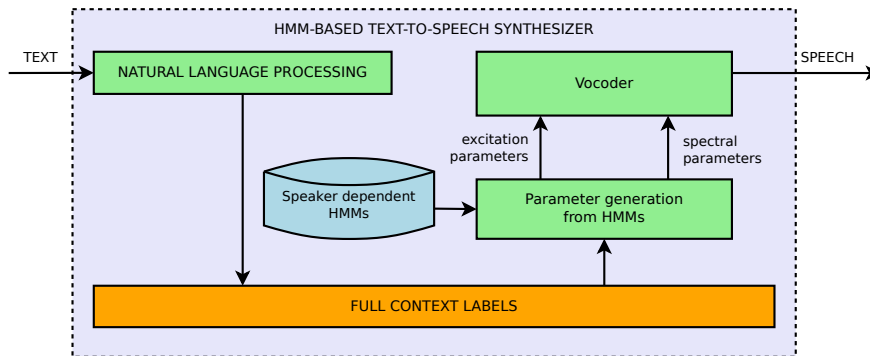 HMM-BASED TEXT-TO-SPEECH SYNTHESIZER
TEXT
NATURAL LANGUAGE PROCESSING
Vocoder
SPEECH
excitation
parameters
spectral
parameters
Speaker dependent
HMMs
Parameter generation
from HMMs
FULL CONTEXT LABELS